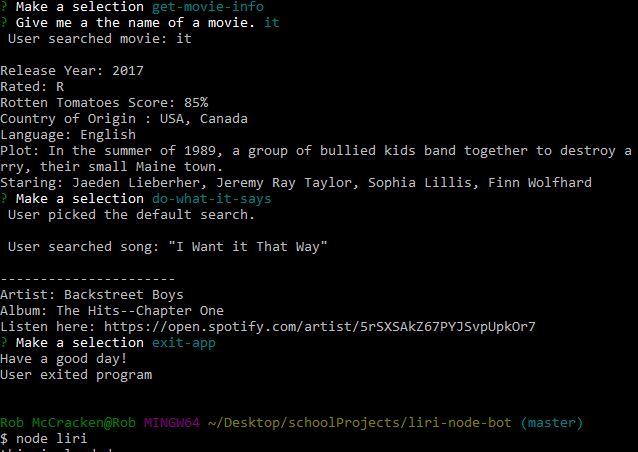 ? Make a selection get-movie-info
? Give me a the name of a movie. it
 User searched movie: it
Release Year: 2017
Rated: R
Rotten Tomatoes Score: 85%
Country of Origin : USA, Canada
Language: English
Plot: In the summer of 1989, a group of bullied kids band together to destroy a
rry, their small Maine town.
Staring: Jaeden Lieberher, Jeremy Ray Taylor, Sophia Lillis, Finn Wolfhard
? Make a selection do-what-it-says
 User picked the default search.
 User searched song: "I Want it That Way"
----------------------
Artist: Backstreet Boys
Album: The Hits--Chapter One
Listen here: https://open.spotify.com/artist/5rSXSAkZ67PYJSvpUpkOr7
? Make a selection exit-app
Have a good day!
User exited program
Rob McCracken@Rob MINGW64 ~/Desktop/schoolProjects/liri-node-bot (master)
$ node liri